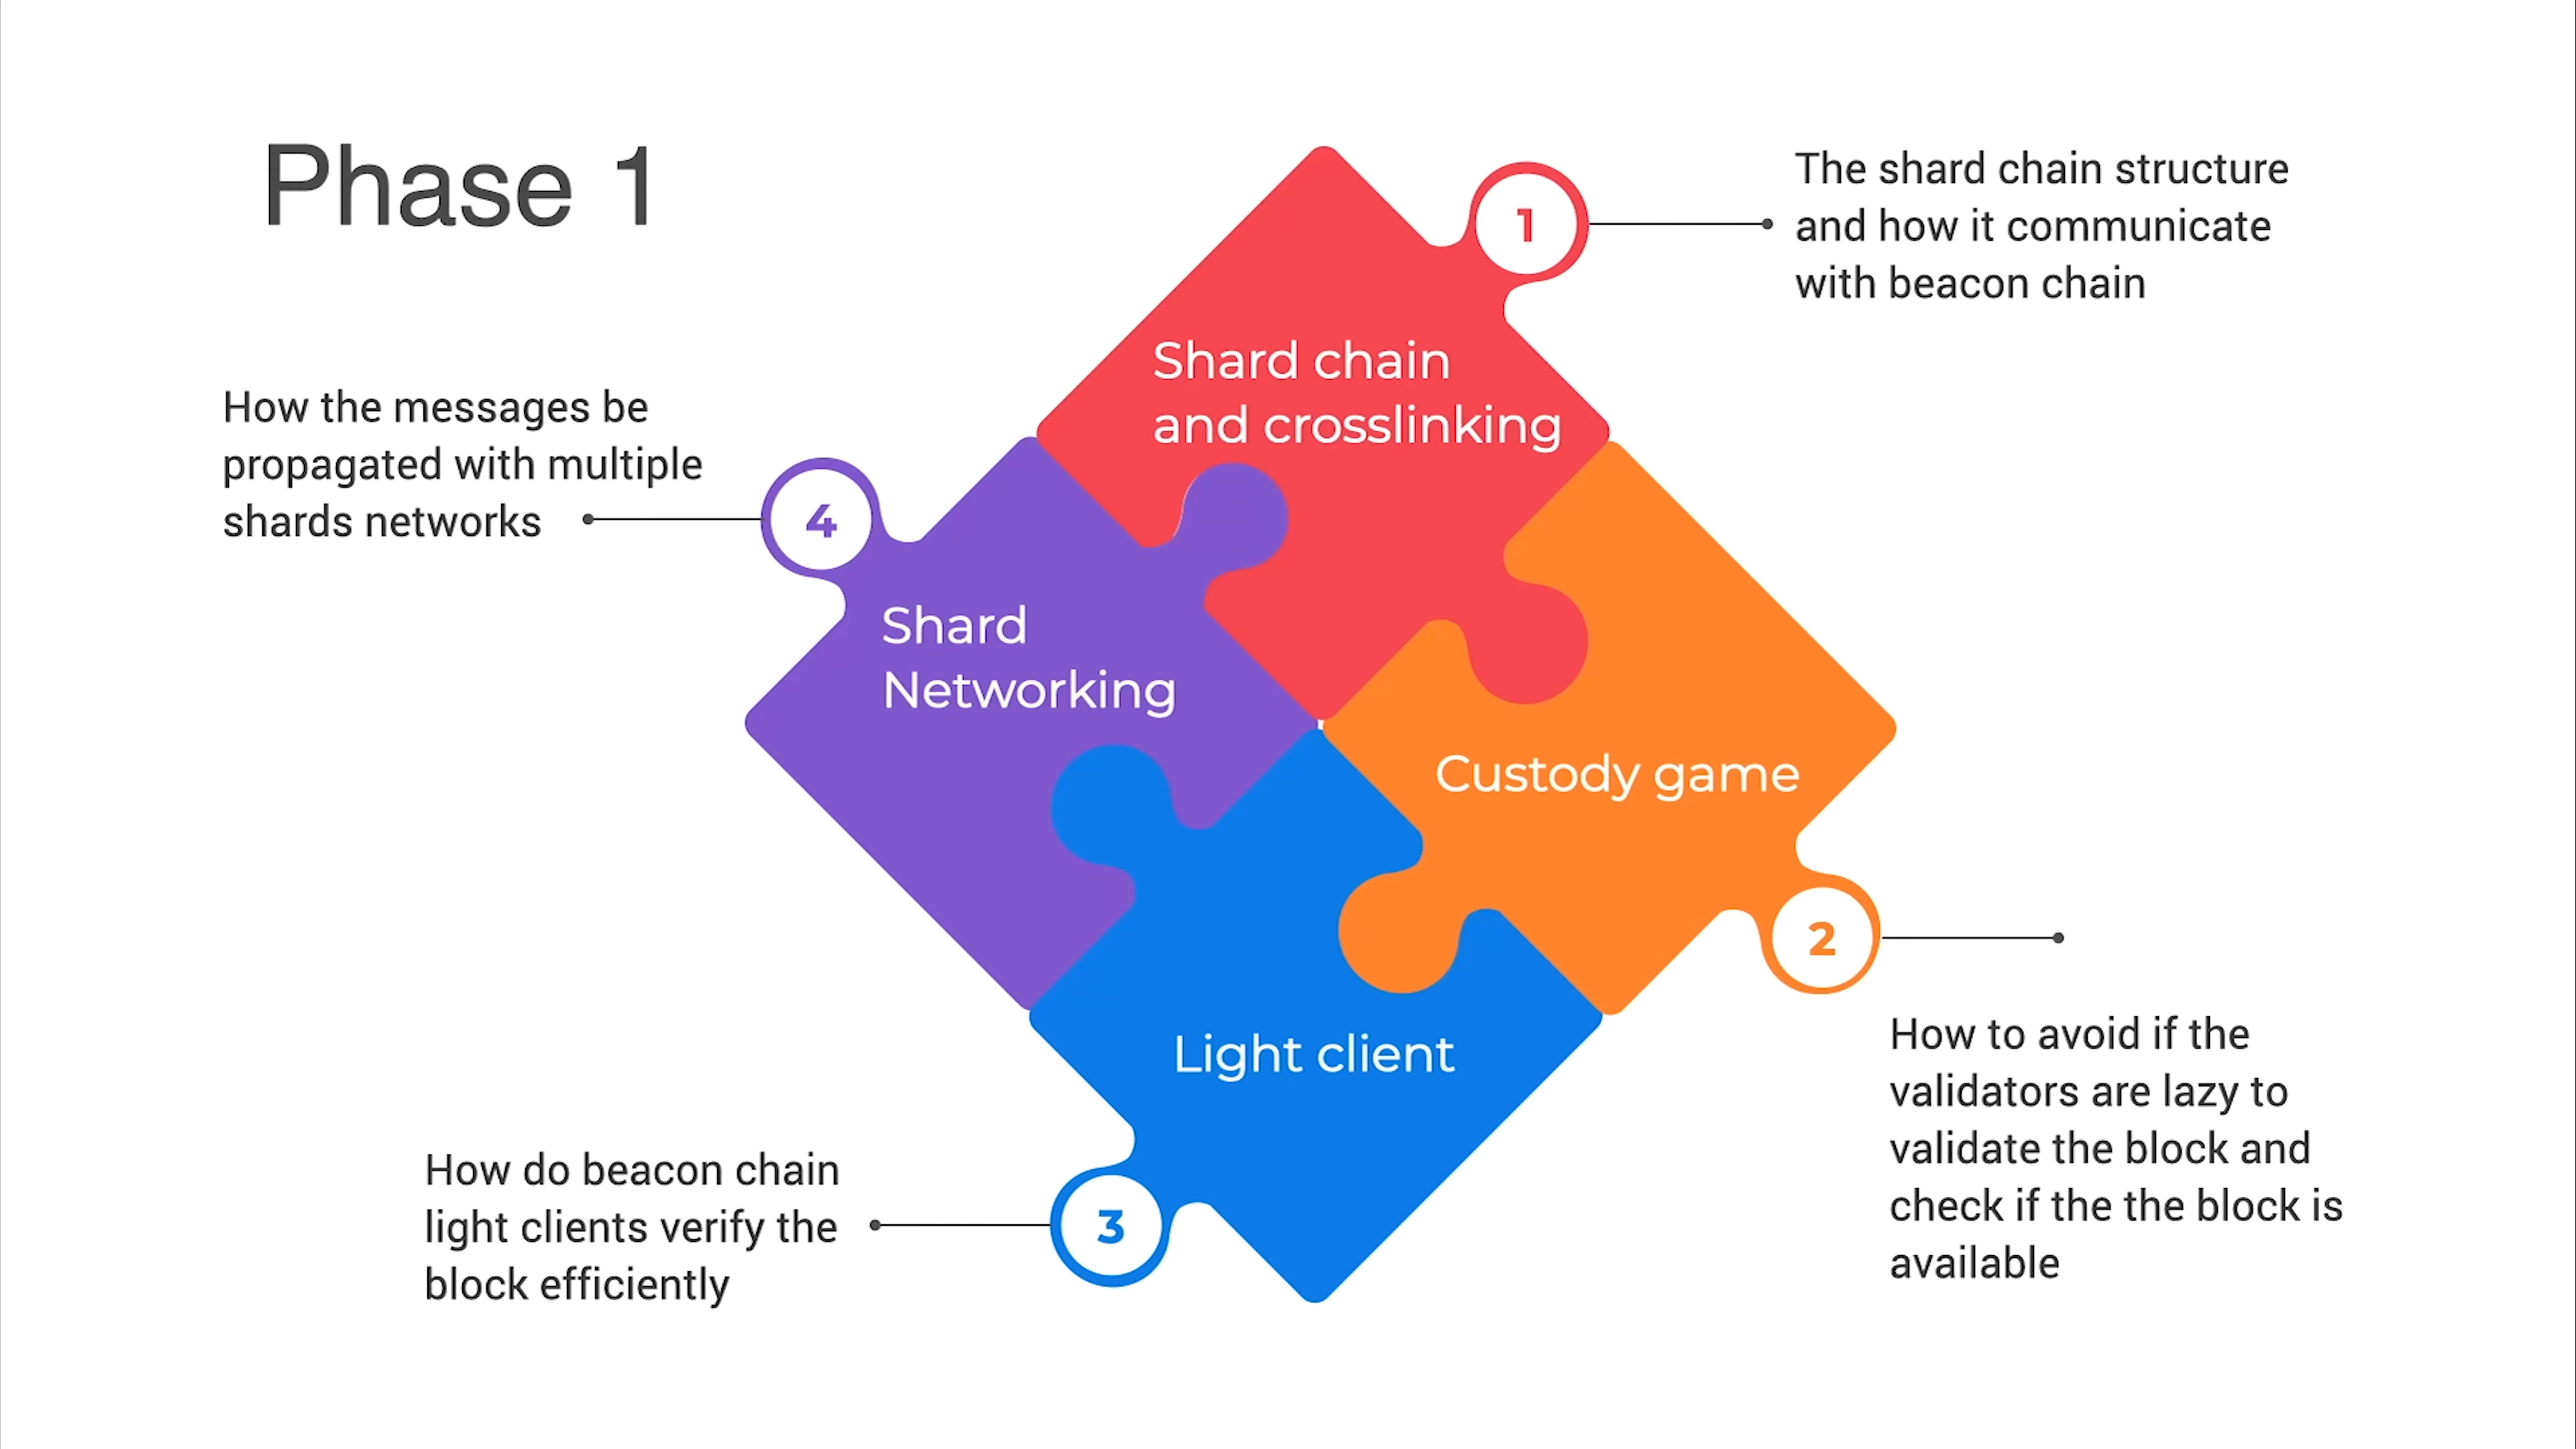 Phase 1
1
The shard chain structure
and how it communicate
with beacon chain
Shard chain
and crosslinking
How the messages be
propagated with multiple
shards networks
4
Shard
Networking
Custody game
2
How to avoid if the
validators are lazy to
validate the block and
check if the the block is
available
Light client
How do beacon chain
light clients verify the
block efficiently
3